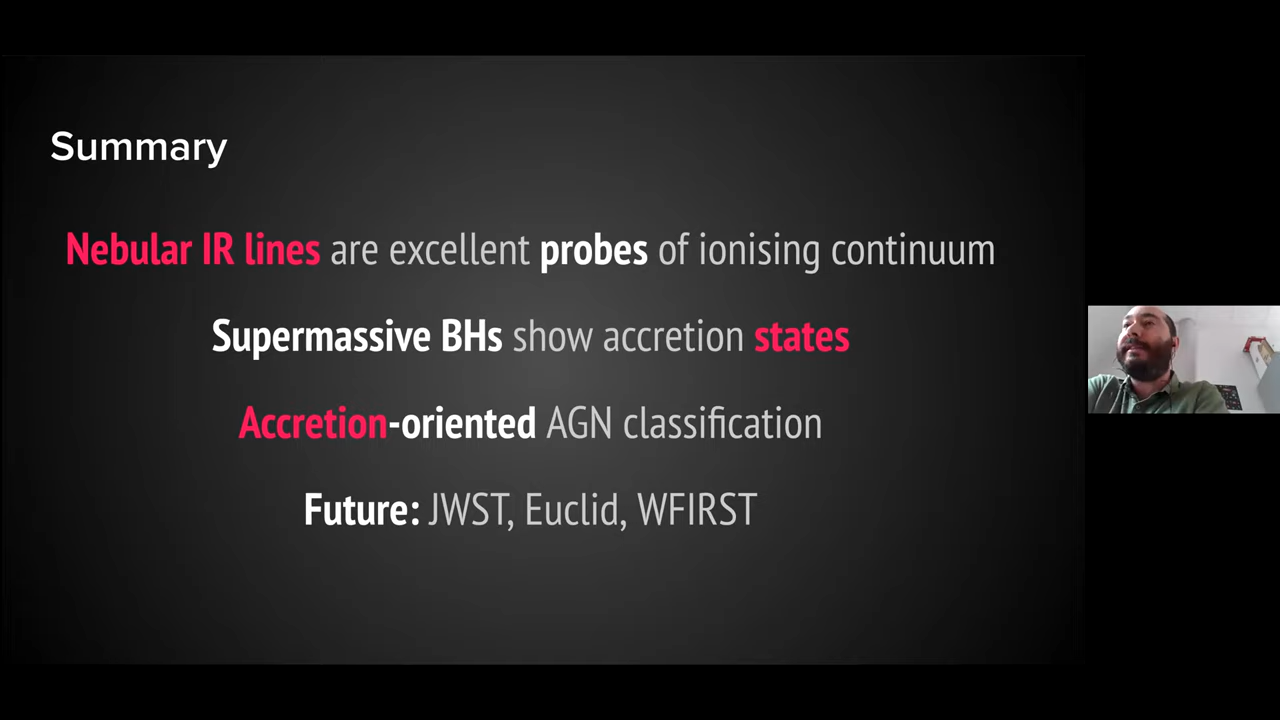 Summary
Nebular IR lines are excellent probes of ionising continuum
Supermassive BHs show accretion states
Accretion-oriented AGN classification
Future: JWST, Euclid, WFIRST